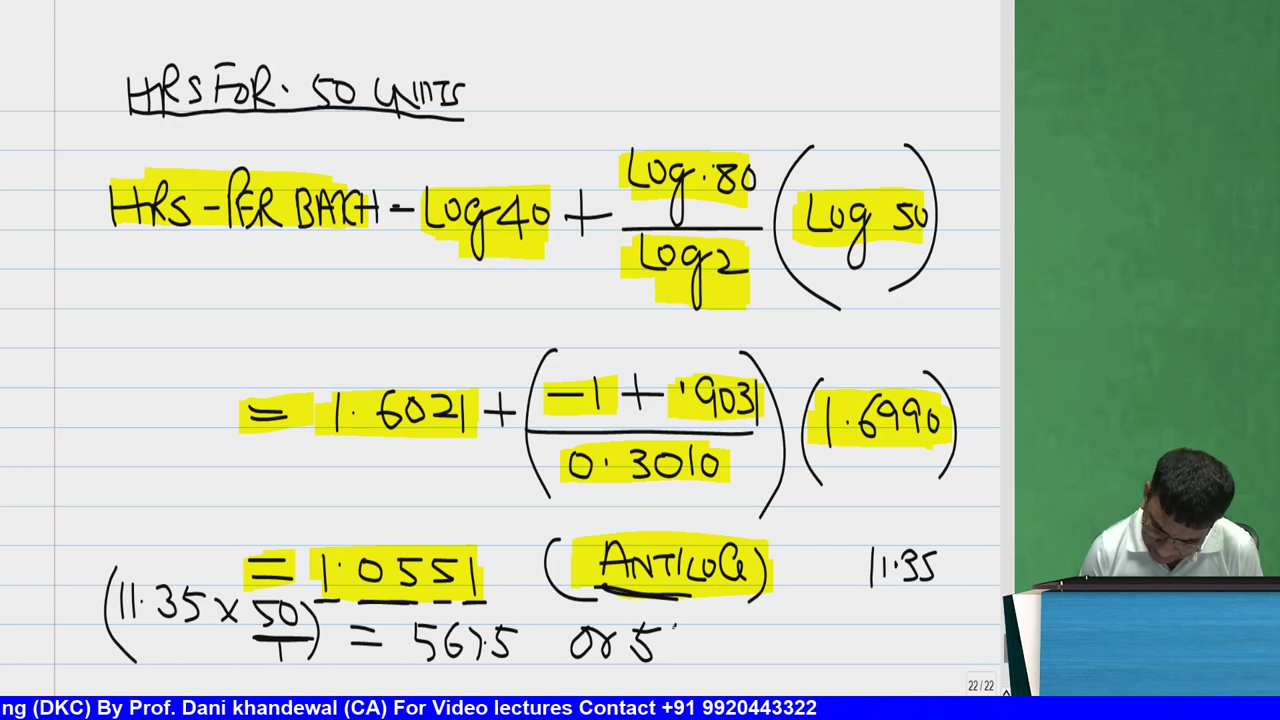 HRS FOR. 50 UNITS
HRS - PER BATCH - Log 40 + Log .80 / Log 2 (Log 50)
= 1.6021 + (-1 + .9031 / 0.3010) (1.6990)
= 1.0551 (ANTILOG) 11.35
(11.35 x 50/1) = 567.5 or 5
22 / 22
ng (DKC) By Prof. Dani khandewal (CA) For Video lectures Contact +91 9920443322